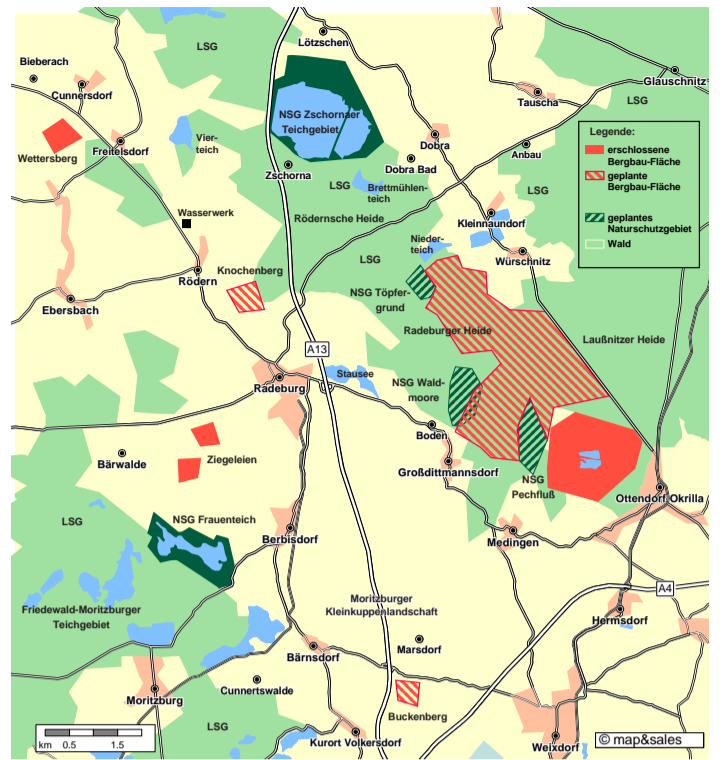 LSG
Lötzschen
Bieberach
Cunnersdorf
Glauschnitz
LSG
Tauscha
NSG Zschornaer
Teichgebiet
Legende:
erschlossene
Bergbau-Fläche
geplante
Bergbau-Fläche
geplantes
Naturschutzgebiet
Wald
Wettersberg
Freitelsdorf
Vier-
teich
Dobra
Anbau
Zschorna
Dobra Bad
LSG
Brettmühlen-
teich
LSG
Wasserwerk
Rödernsche Heide
Kleinnaundorf
Nieder-
teich
Würschnitz
LSG
Knochenberg
Rödern
NSG Töpfer-
grund
Ebersbach
Radeburger Heide
Laußnitzer Heide
A13
Stausee
Radeburg
NSG Wald-
moore
Boden
Bärwalde
Ziegeleien
Großdittmannsdorf
NSG
Pechfluß
Ottendorf Okrilla
LSG
NSG Frauenteich
Berbisdorf
Medingen
A4
Friedewald-Moritzburger
Teichgebiet
Moritzburger
Kleinkuppenlandschaft
Hermsdorf
Bärnsdorf
Marsdorf
Moritzburg
Cunnertswalde
Buckenberg
LSG
Kurort Volkersdorf
Weixdorf
© map&sales
km 0.5 1.5